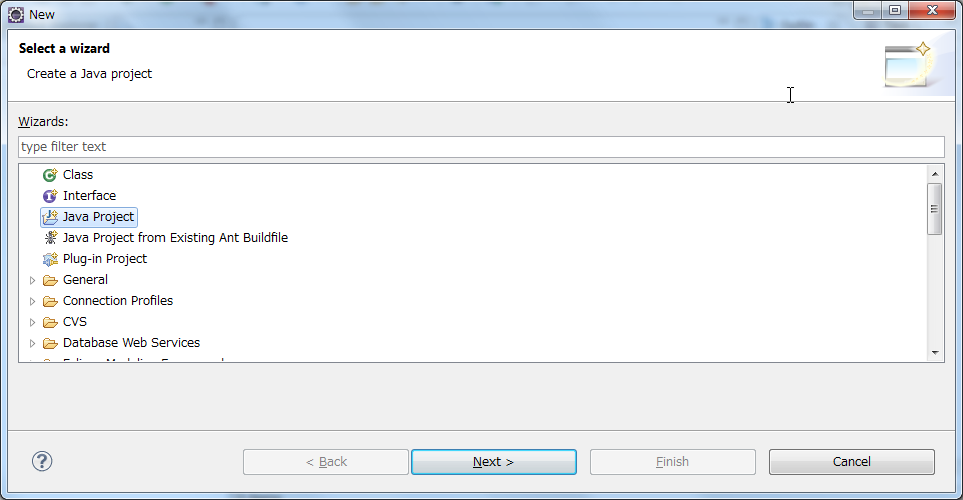 New
Select a wizard
Create a Java project
Wizards:
type filter text
Class
Interface
Java Project
Java Project from Existing Ant Buildfile
Plug-in Project
General
Connection Profiles
CVS
Database Web Services
< Back
Next >
Finish
Cancel